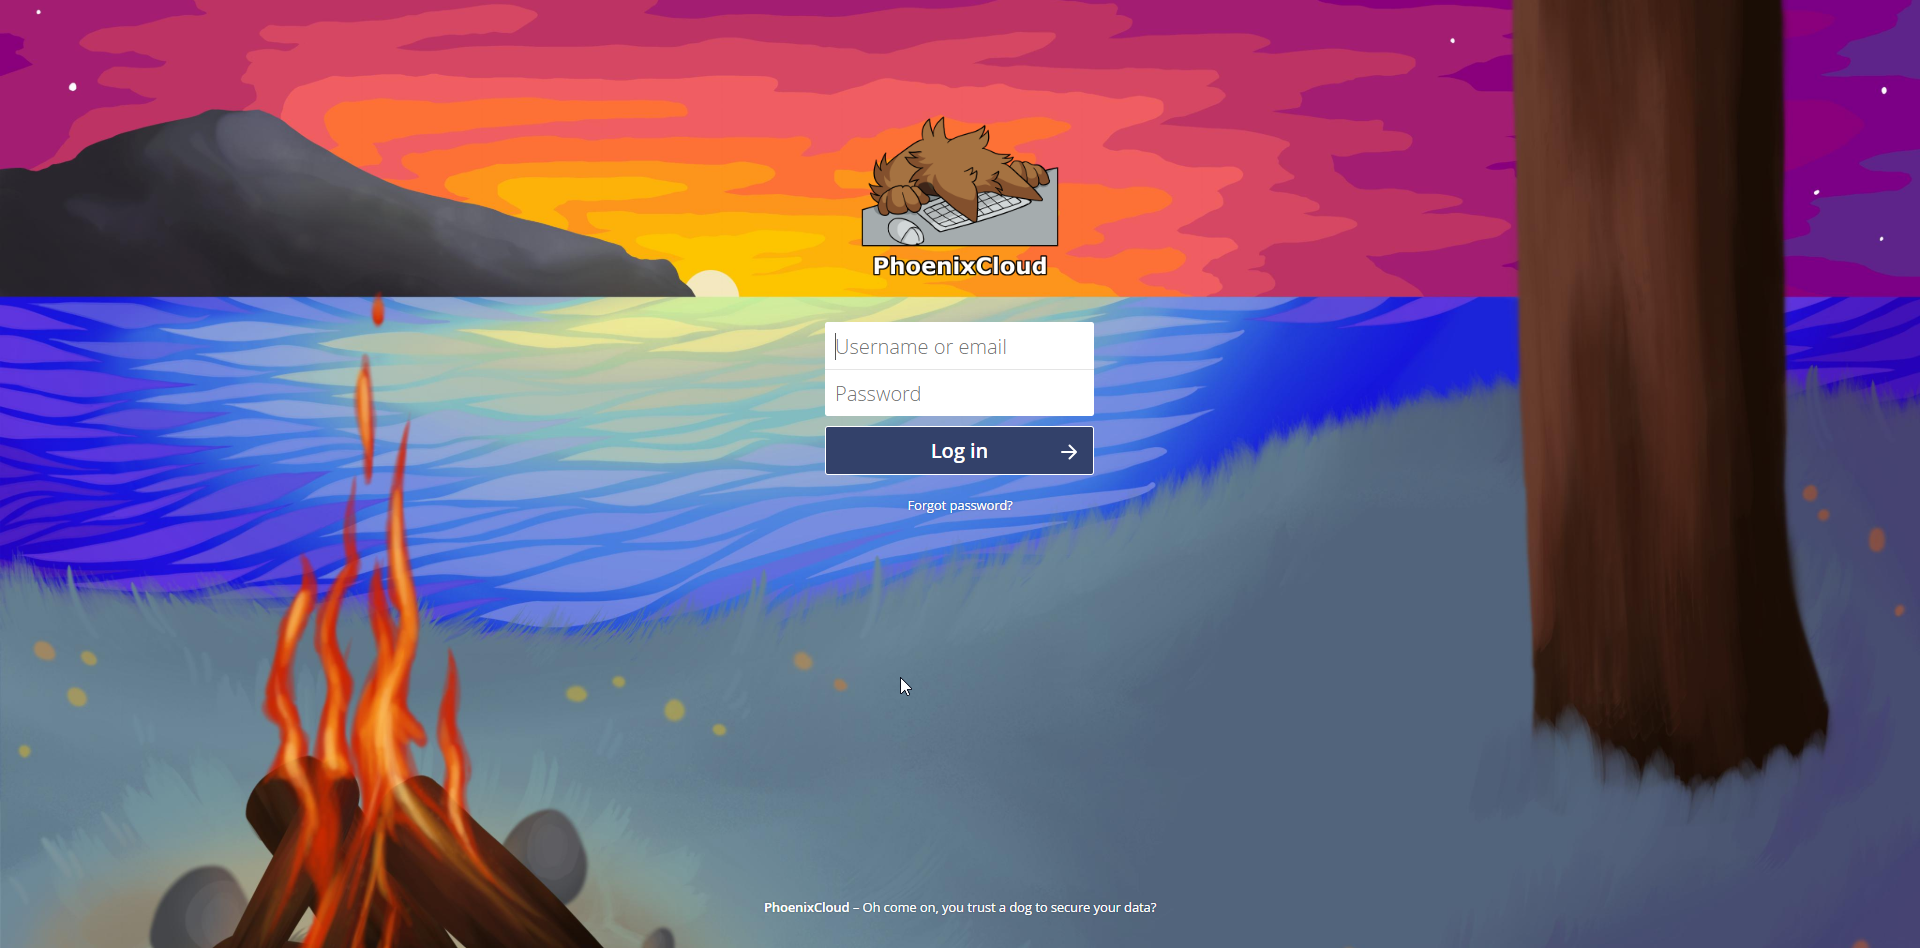 PhoenixCloud
Username or email
Password
Log in
Forgot password?
PhoenixCloud – Oh come on, you trust a dog to secure your data?